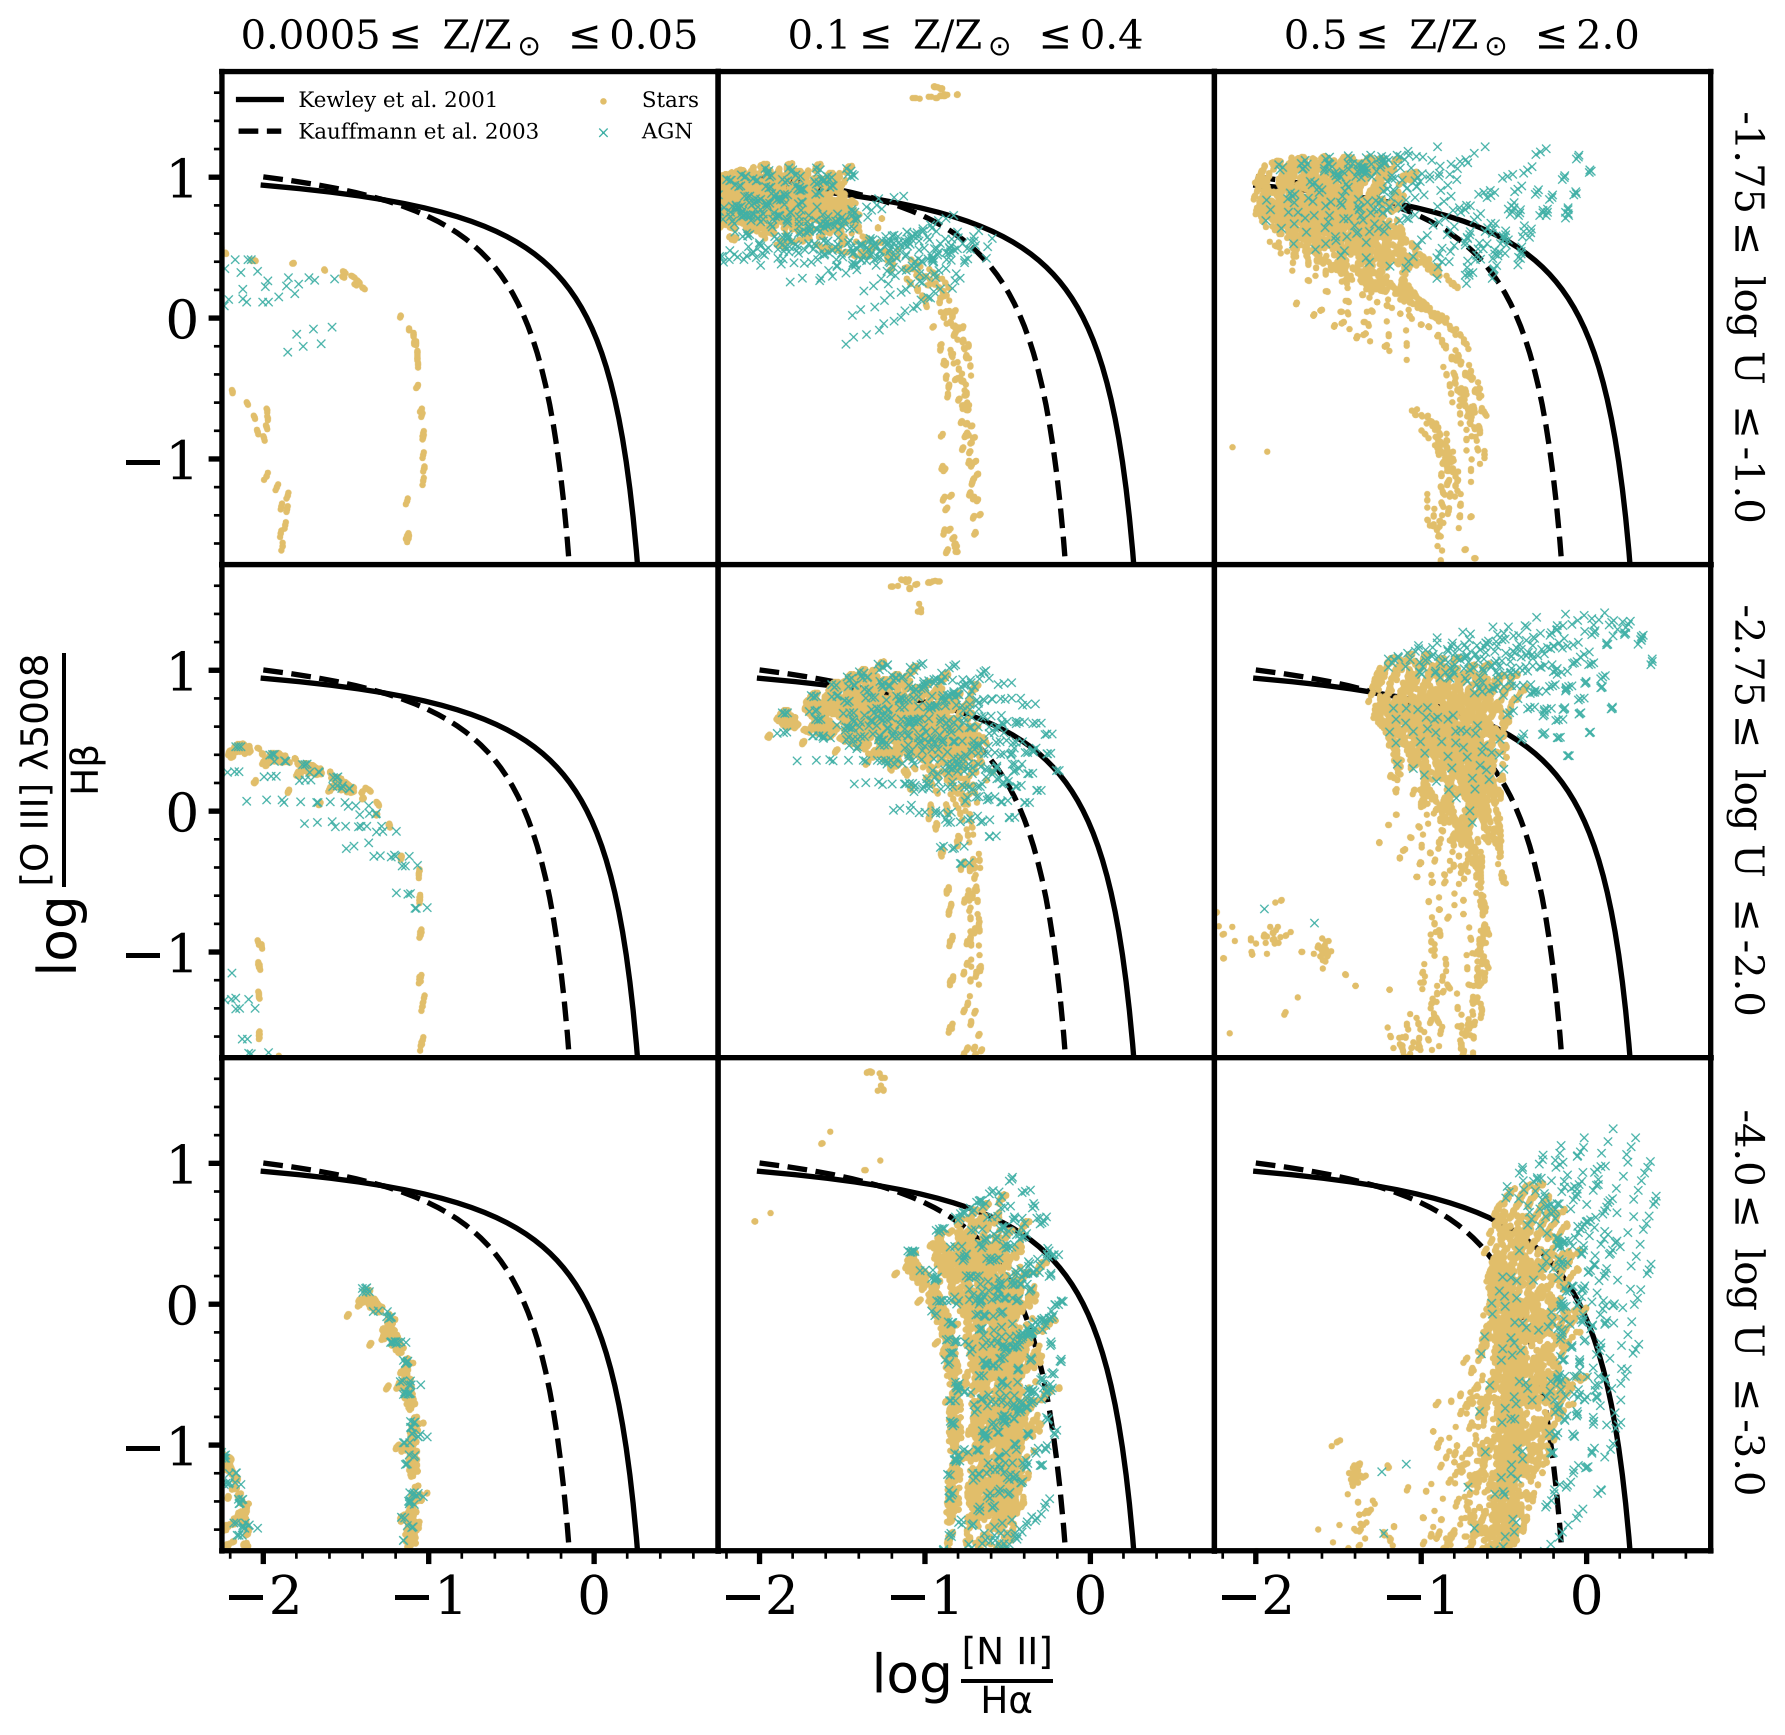 0.0005 ≤ Z/Z⊙ ≤ 0.05
0.1 ≤ Z/Z⊙ ≤ 0.4
0.5 ≤ Z/Z⊙ ≤ 2.0
Kewley et al. 2001
Kauffmann et al. 2003
Stars
AGN
1
0
−1
-1.75 ≤ log U ≤ -1.0
1
0
−1
-2.75 ≤ log U ≤ -2.0
1
0
−1
-4.0 ≤ log U ≤ -3.0
log [O III] λ5008
Hβ
−2 −1 0
−2 −1 0
−2 −1 0
log [N II]
Hα